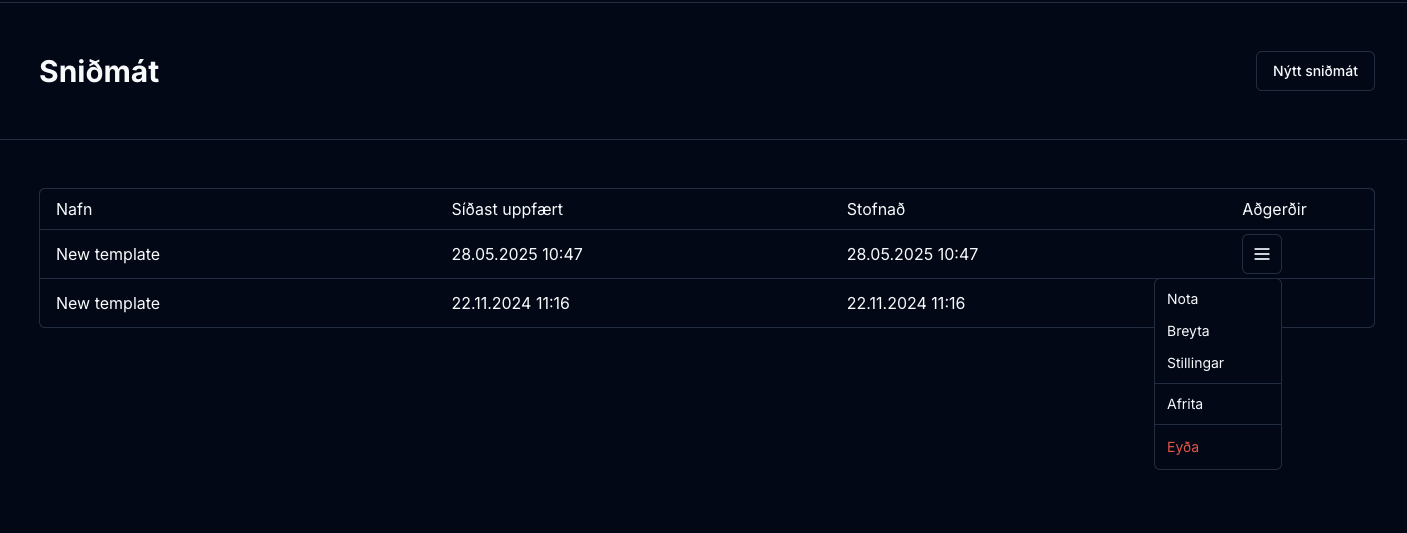 Sniðmát
Nýtt sniðmát
Nafn Síðast uppfært Stofnað Aðgerðir
New template 28.05.2025 10:47 28.05.2025 10:47
New template 22.11.2024 11:16 22.11.2024 11:16
Nota
Breyta
Stillingar
Afrita
Eyða